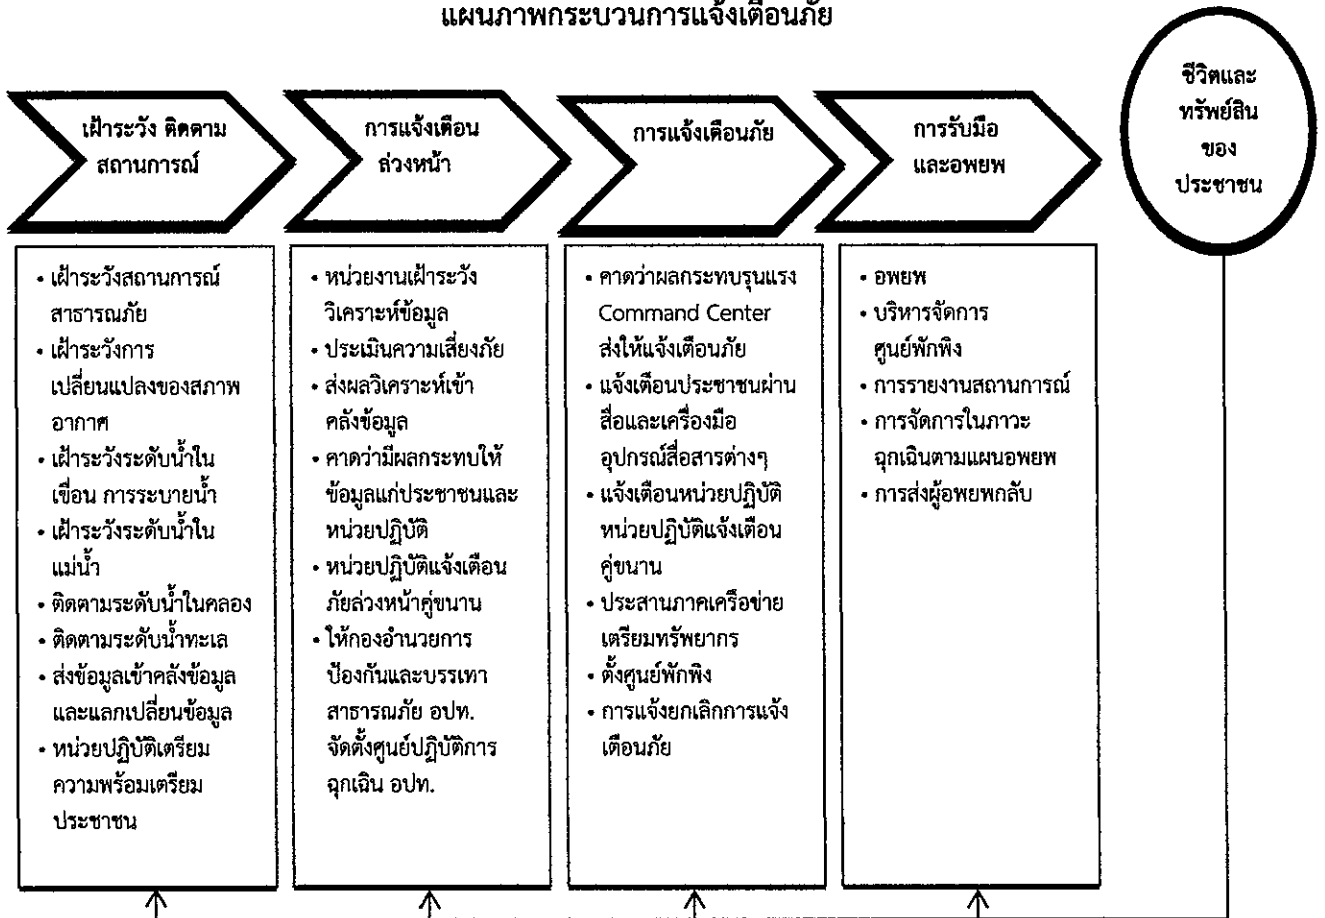 แผนภาพกระบวนการแจ้งเตือนภัย
เฝ้าระวัง ติดตาม
สถานการณ์
การแจ้งเตือน
ล่วงหน้า
การแจ้งเตือนภัย
การรับมือ
และอพยพ
ชีวิตและ
ทรัพย์สิน
ของ
ประชาชน
• เฝ้าระวังสถานการณ์
สาธารณภัย
• เฝ้าระวังการ
เปลี่ยนแปลงของสภาพ
อากาศ
• เฝ้าระวังระดับน้ำใน
เขื่อน การระบายน้ำ
• เฝ้าระวังระดับน้ำใน
แม่น้ำ
• ติดตามระดับน้ำในคลอง
• ติดตามระดับน้ำทะเล
• ส่งข้อมูลเข้าคลังข้อมูล
และแลกเปลี่ยนข้อมูล
• หน่วยปฏิบัติเตรียม
ความพร้อมเตรียม
ประชาชน
• หน่วยงานเฝ้าระวัง
วิเคราะห์ข้อมูล
• ประเมินความเสี่ยงภัย
• ส่งผลวิเคราะห์เข้า
คลังข้อมูล
• คาดว่ามีผลกระทบให้
ข้อมูลแก่ประชาชนและ
หน่วยปฏิบัติ
• หน่วยปฏิบัติแจ้งเตือน
ภัยล่วงหน้าคู่ขนาน
• ให้กองอำนวยการ
ป้องกันและบรรเทา
สาธารณภัย อปท.
จัดตั้งศูนย์ปฏิบัติการ
ฉุกเฉิน อปท.
• คาดว่าผลกระทบรุนแรง
Command Center
ส่งให้แจ้งเตือนภัย
• แจ้งเตือนประชาชนผ่าน
สื่อและเครื่องมือ
อุปกรณ์สื่อสารต่างๆ
• แจ้งเตือนหน่วยปฏิบัติ
หน่วยปฏิบัติแจ้งเตือน
คู่ขนาน
• ประสานภาคเครือข่าย
เตรียมทรัพยากร
• ตั้งศูนย์พักพิง
• การแจ้งยกเลิกการแจ้ง
เตือนภัย
• อพยพ
• บริหารจัดการ
ศูนย์พักพิง
• การรายงานสถานการณ์
• การจัดการในภาวะ
ฉุกเฉินตามแผนอพยพ
• การส่งผู้อพยพกลับ